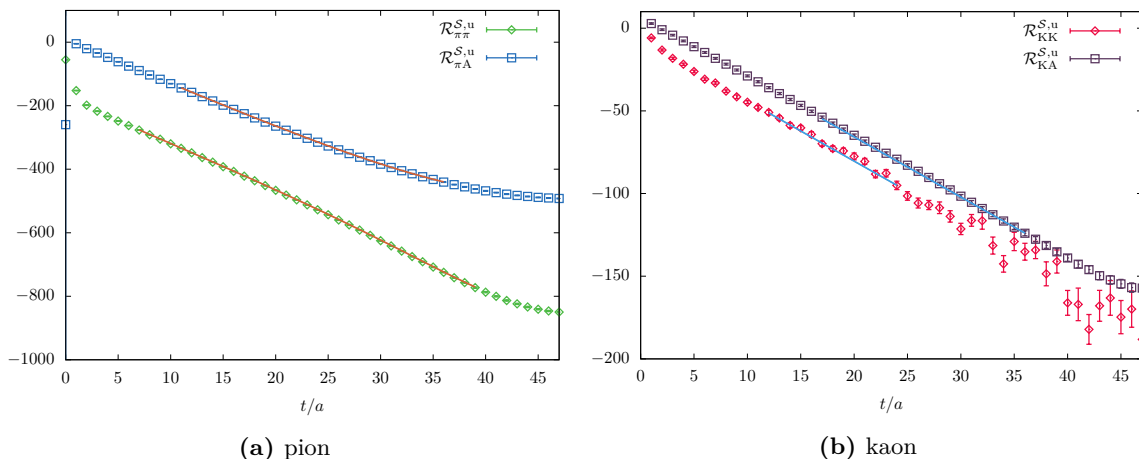 0
−200
−400
−600
−800
−1000
0 5 10 15 20 25 30 35 40 45
t/a
R^{S,u}_{ππ}
R^{S,u}_{πA}
(a) pion
0
−50
−100
−150
−200
0 5 10 15 20 25 30 35 40 45
t/a
R^{S,u}_{KK}
R^{S,u}_{KA}
(b) kaon